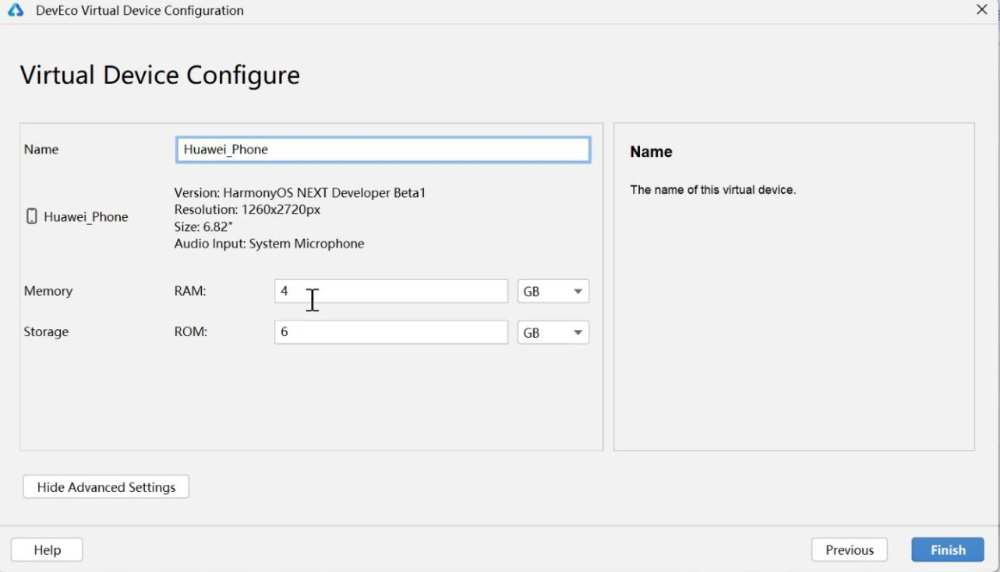 DevEco Virtual Device Configuration
Virtual Device Configure
Name
Huawei_Phone
Huawei_Phone
Version: HarmonyOS NEXT Developer Beta1
Resolution: 1260x2720px
Size: 6.82"
Audio Input: System Microphone
Memory RAM: 4 GB
Storage ROM: 6 GB
Name
The name of this virtual device.
Hide Advanced Settings
Help
Previous
Finish